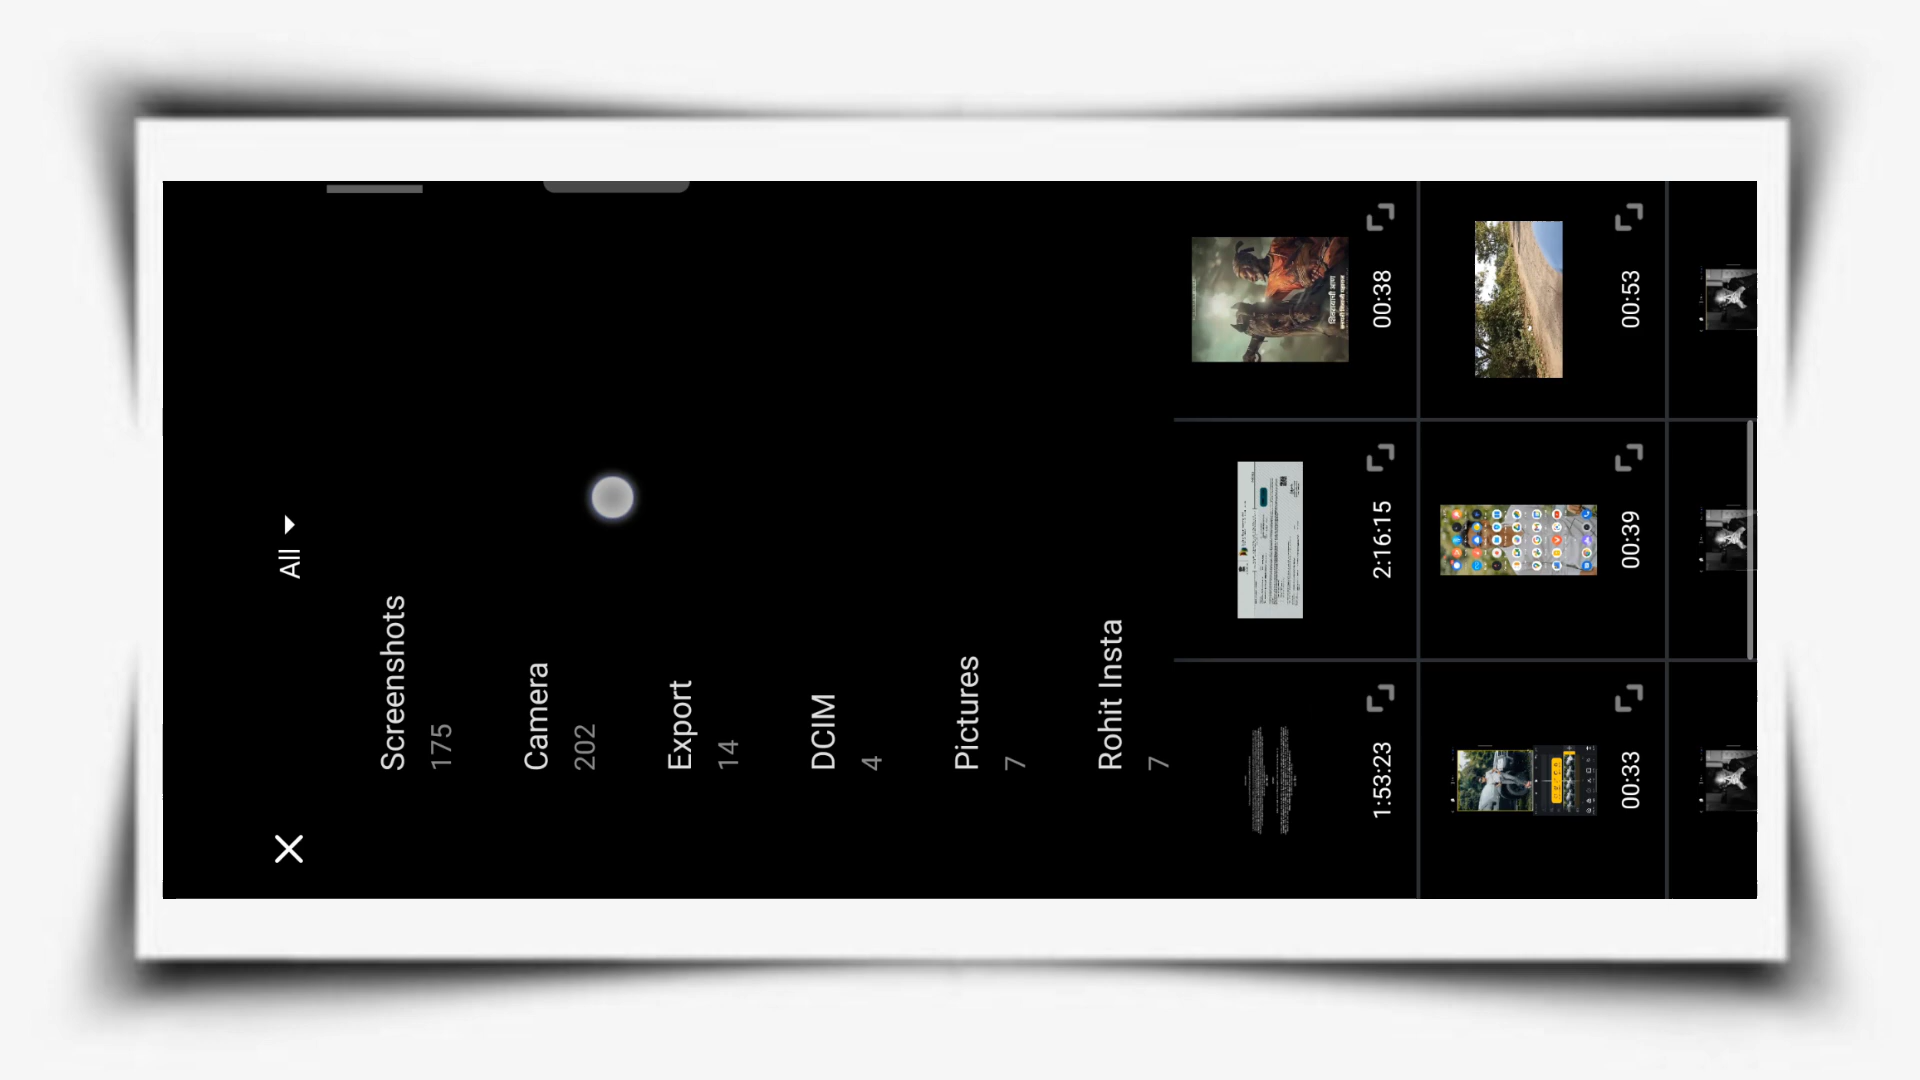 All
Screenshots
175
Camera
202
Export
14
DCIM
4
Pictures
7
Rohit Insta
7
1:53:23
2:16:15
00:38
00:33
00:39
00:53